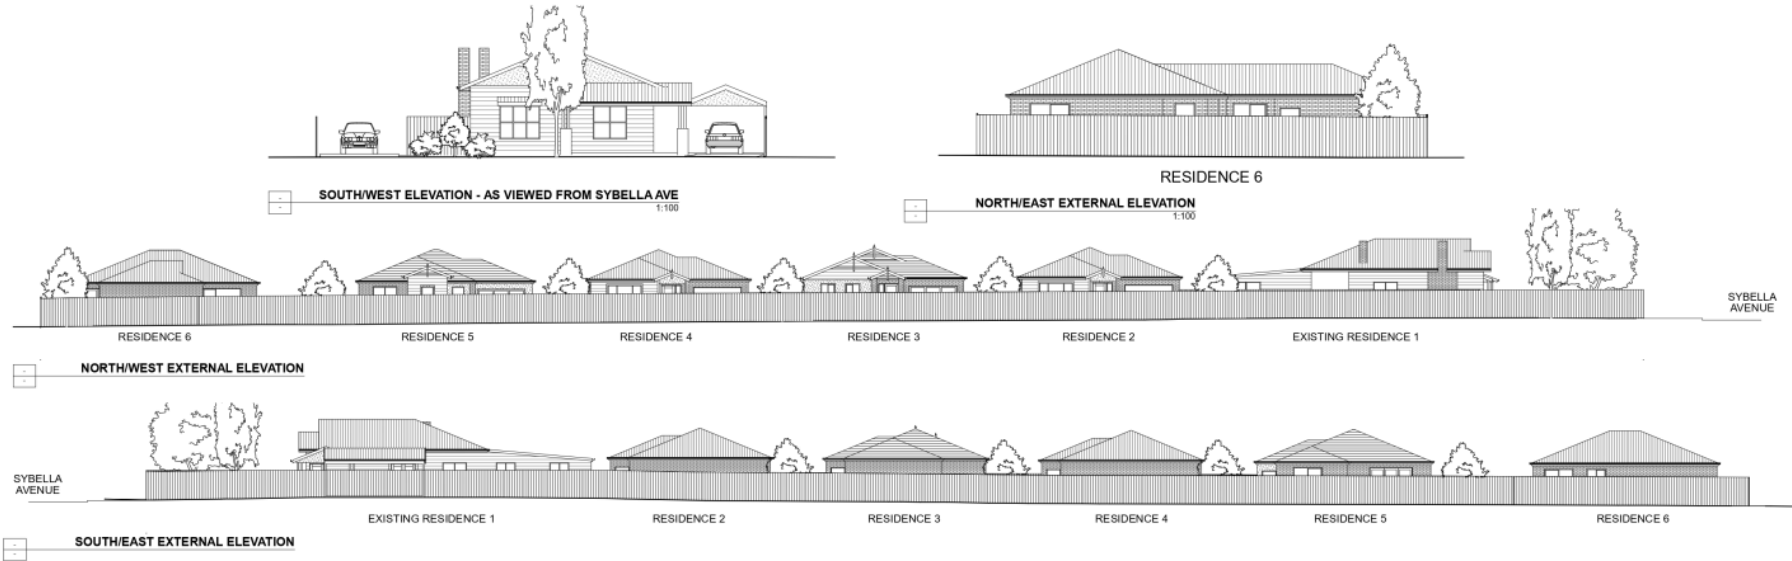 SOUTH/WEST ELEVATION - AS VIEWED FROM SYBELLA AVE
1:100
RESIDENCE 6
NORTH/EAST EXTERNAL ELEVATION
1:100
SYBELLA
AVENUE
RESIDENCE 6
RESIDENCE 5
RESIDENCE 4
RESIDENCE 3
RESIDENCE 2
EXISTING RESIDENCE 1
NORTH/WEST EXTERNAL ELEVATION
SYBELLA
AVENUE
EXISTING RESIDENCE 1
RESIDENCE 2
RESIDENCE 3
RESIDENCE 4
RESIDENCE 5
RESIDENCE 6
SOUTH/EAST EXTERNAL ELEVATION